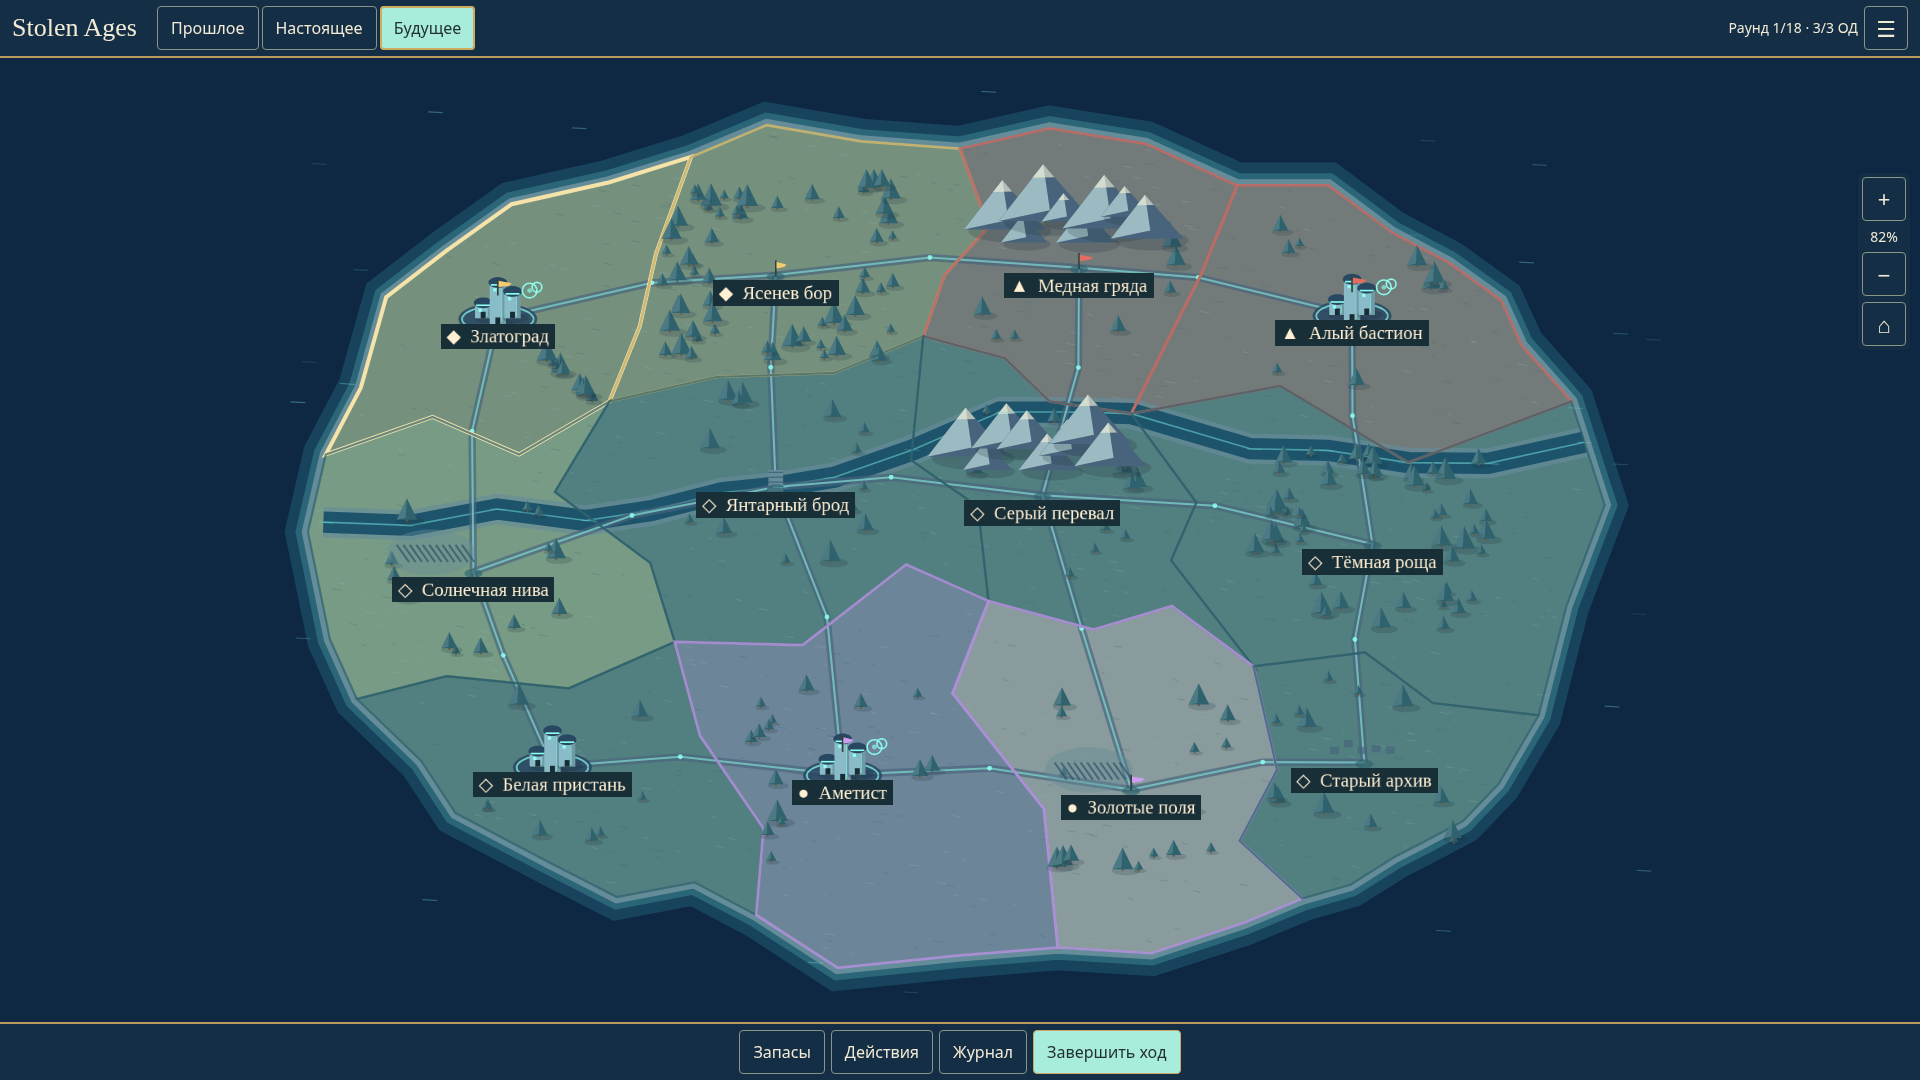 Stolen Ages
Прошлое
Настоящее
Будущее
Раунд 1/18 · 3/3 ОД
☰
+
82%
−
⌂
◆ Златоград
◆ Ясенев бор
▲ Медная гряда
▲ Алый бастион
◇ Янтарный брод
◇ Серый перевал
◇ Тёмная роща
◇ Солнечная нива
◇ Белая пристань
● Аметист
● Золотые поля
◇ Старый архив
Запасы
Действия
Журнал
Завершить ход